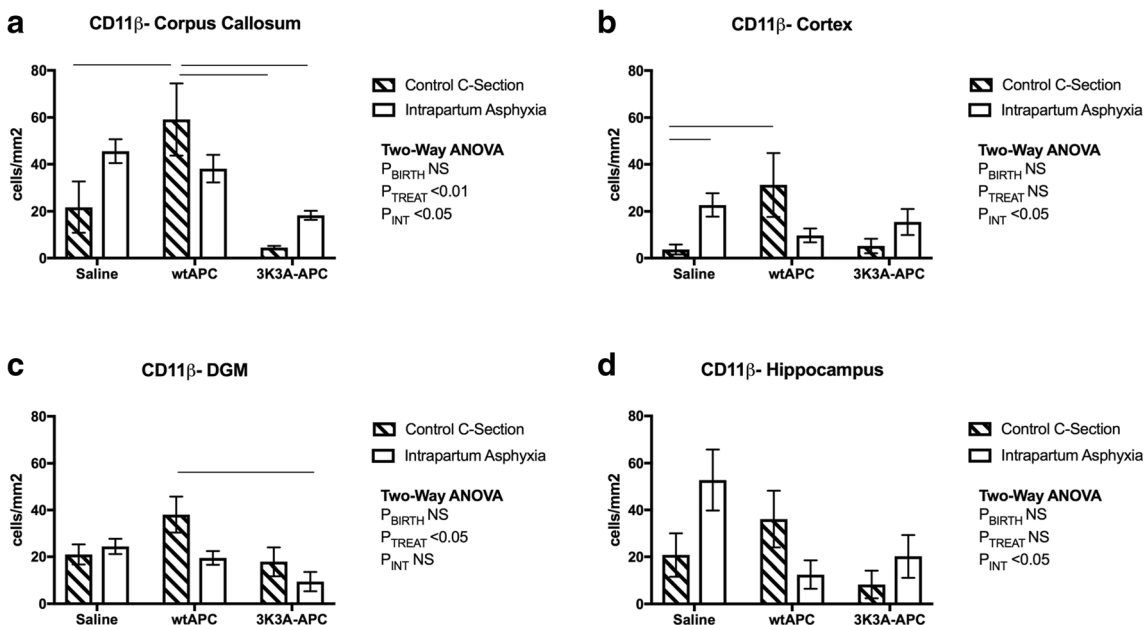 a
CD11β- Corpus Callosum
80
60
40
20
0
cells/mm2
Saline
wtAPC
3K3A-APC
Control C-Section
Intrapartum Asphyxia
Two-Way ANOVA
PBIRTH NS
PTREAT <0.01
PINT <0.05
b
CD11β- Cortex
80
60
40
20
0
cells/mm2
Saline
wtAPC
3K3A-APC
Control C-Section
Intrapartum Asphyxia
Two-Way ANOVA
PBIRTH NS
PTREAT NS
PINT <0.05
c
CD11β- DGM
80
60
40
20
0
cells/mm2
Saline
wtAPC
3K3A-APC
Control C-Section
Intrapartum Asphyxia
Two-Way ANOVA
PBIRTH NS
PTREAT <0.05
PINT NS
d
CD11β- Hippocampus
80
60
40
20
0
cells/mm2
Saline
wtAPC
3K3A-APC
Control C-Section
Intrapartum Asphyxia
Two-Way ANOVA
PBIRTH NS
PTREAT NS
PINT <0.05